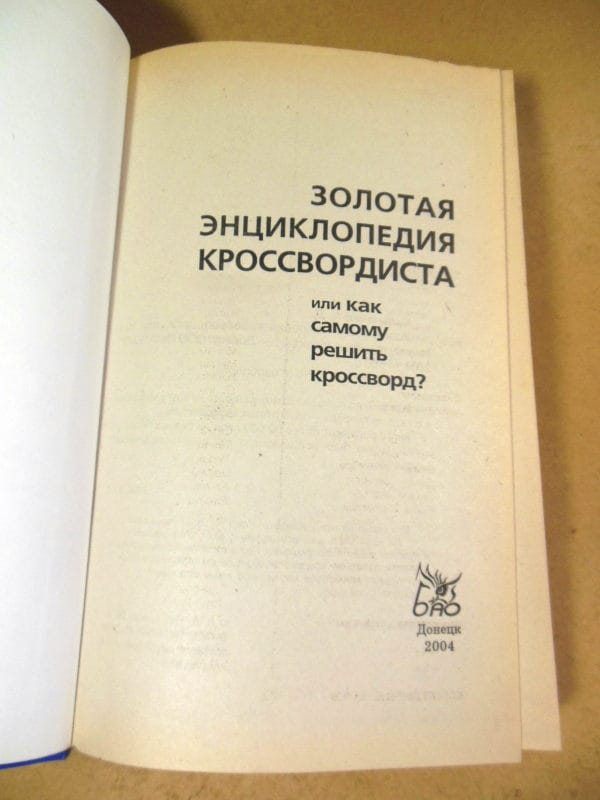 ЗОЛОТАЯ
ЭНЦИКЛОПЕДИЯ
КРОССВОРДИСТА
или как
самому
решить
кроссворд?
БАО
Донецк
2004